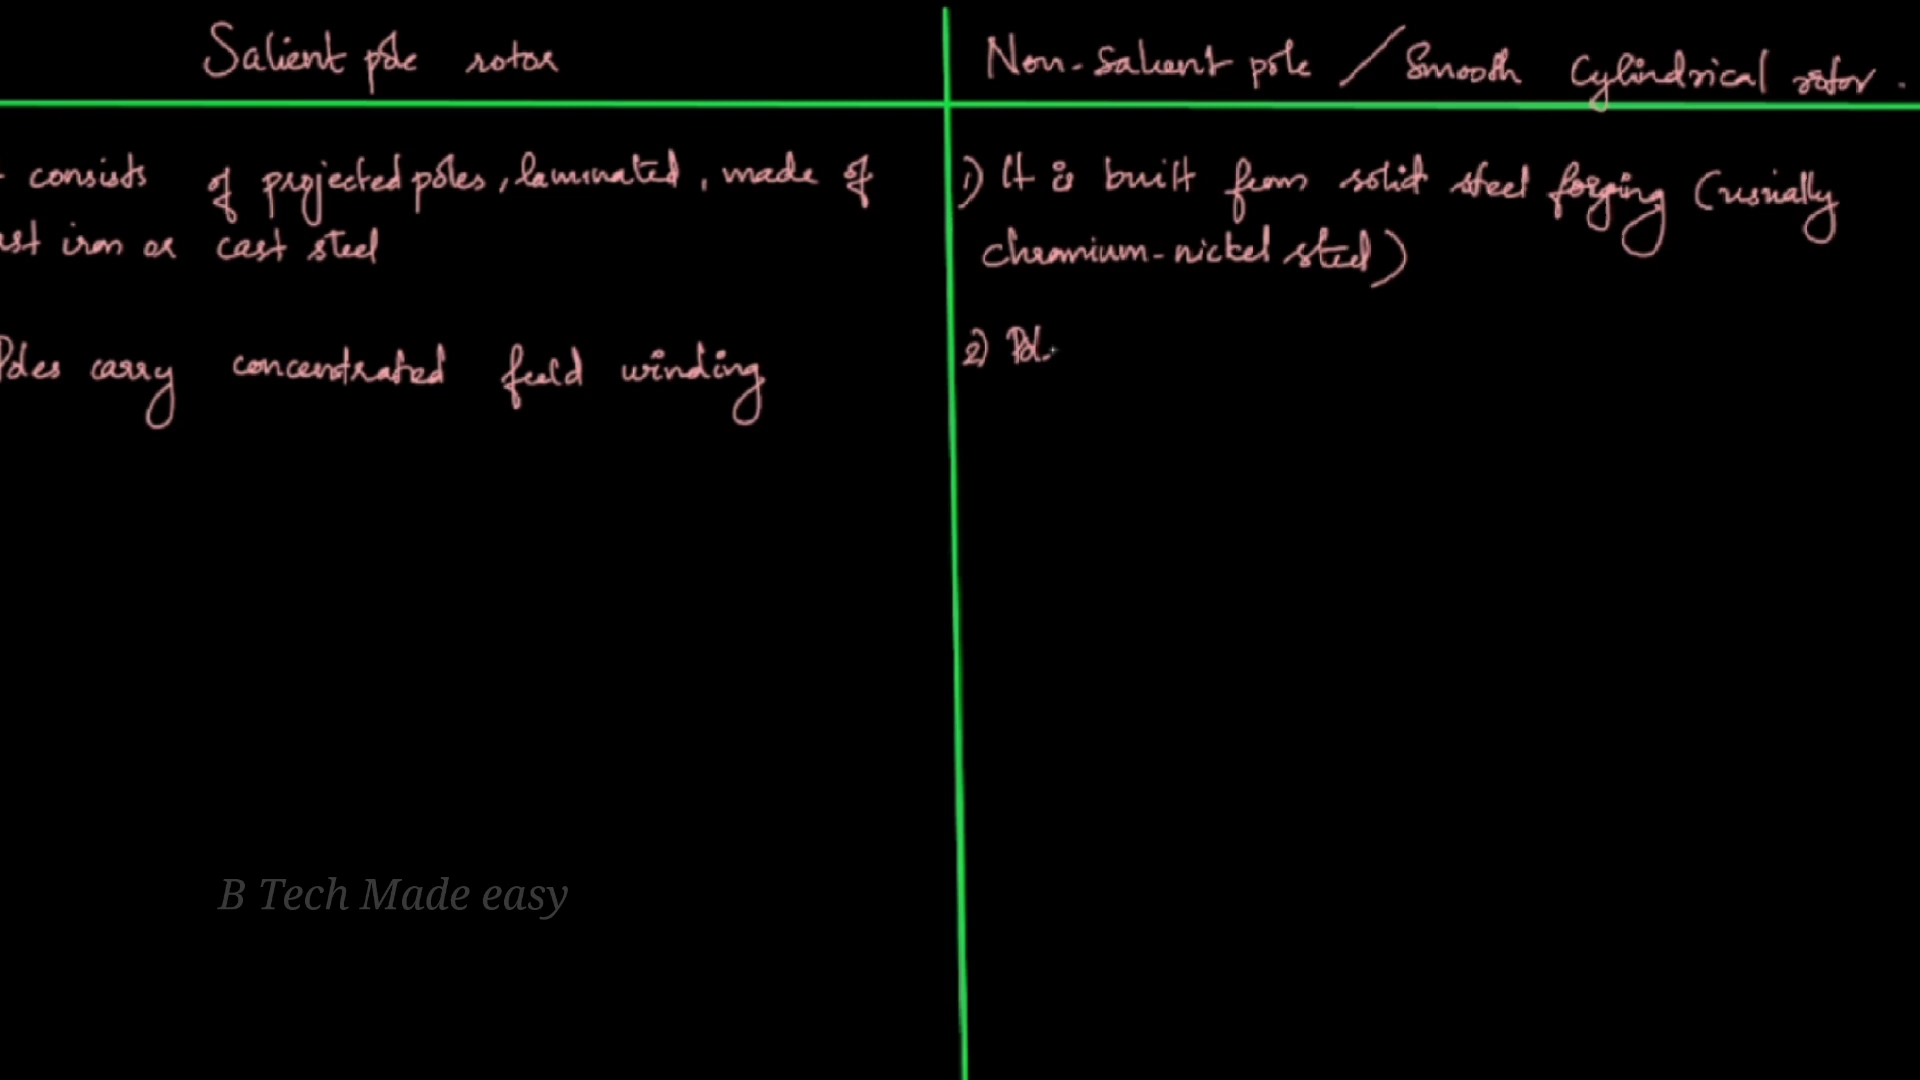 Salient pole rotor
Non-Salient pole / Smooth Cylindrical rotor.
consists of projected poles, laminated, made of
iron or cast steel
Poles carry concentrated field winding
1) It is built from solid steel forging (usually
chromium-nickel steel)
2) Pol
B Tech Made easy